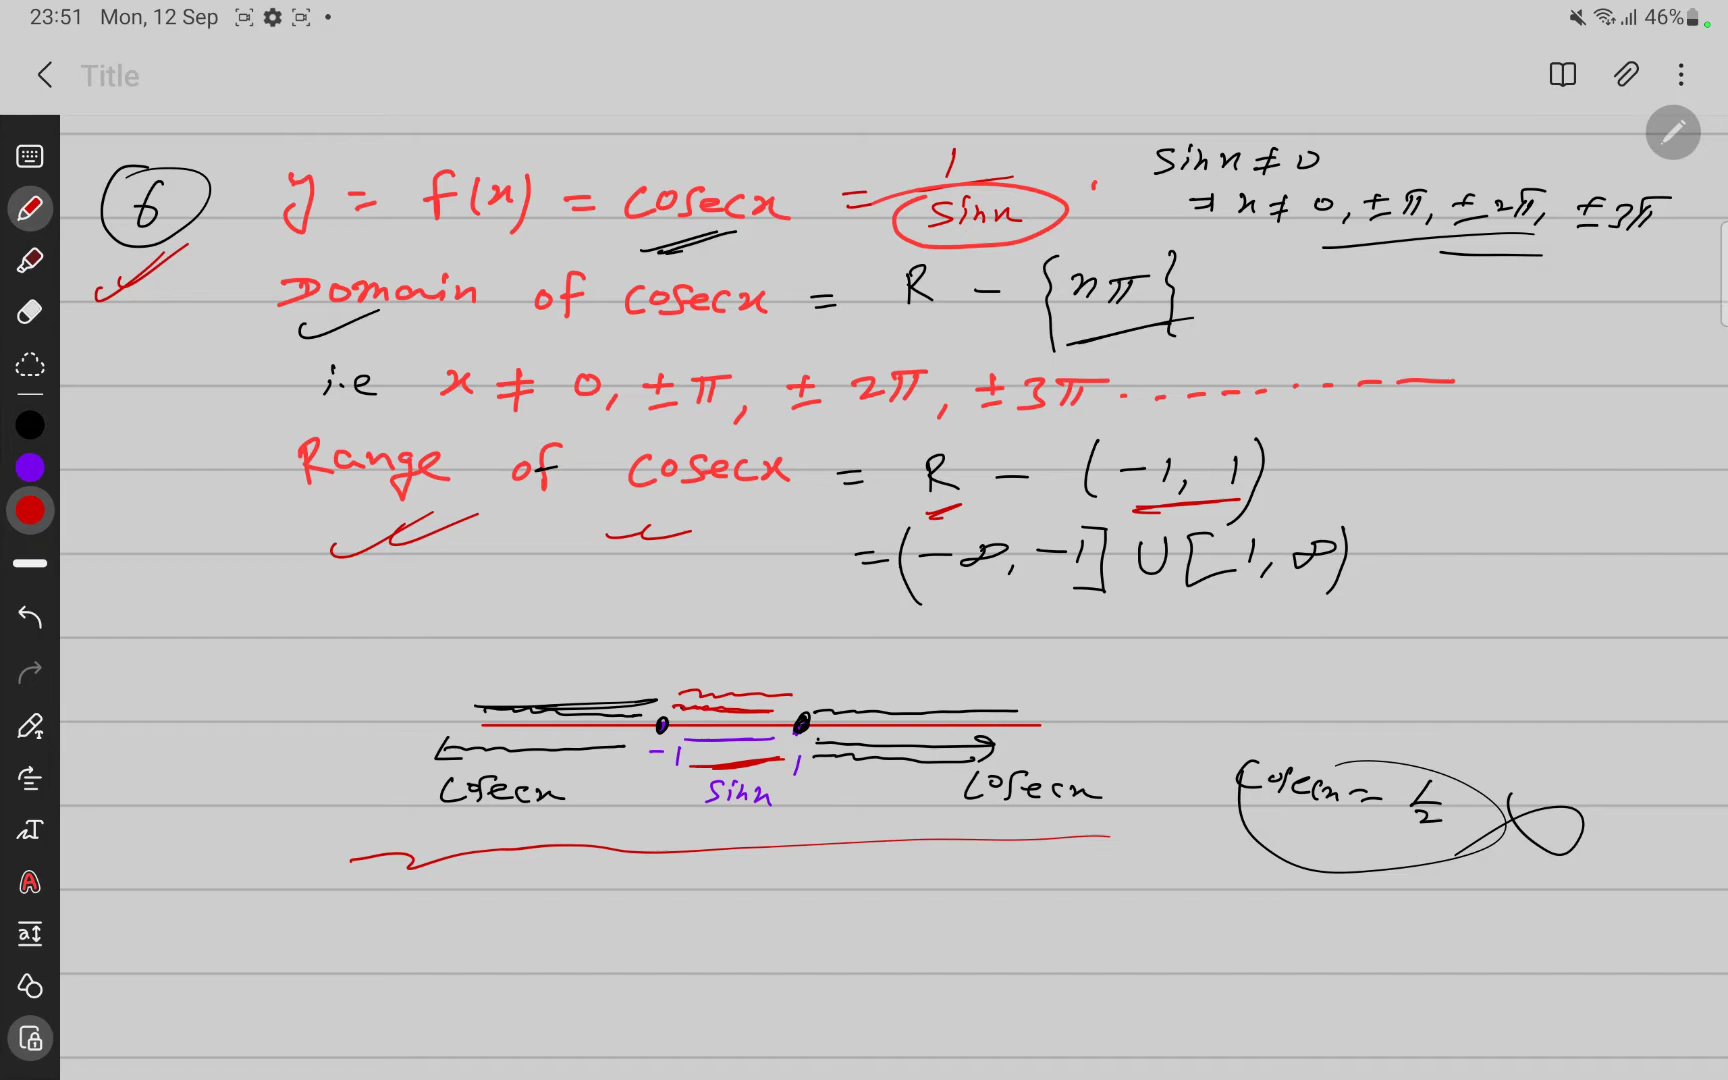 23:51 Mon, 12 Sep 46%
Title
6 y = f(x) = cosecx = 1/sinx . sinx ≠ 0
⇒ x ≠ 0, ±π, ±2π, ±3π
Domain of cosecx = R - {nπ}
i.e x ≠ 0, ±π, ±2π, ±3π ..........
Range of cosecx = R - (-1, 1)
= (-∞, -1] ∪ [1, ∞)
-1 1
cosecx sinx cosecx
cosecx = 1/2